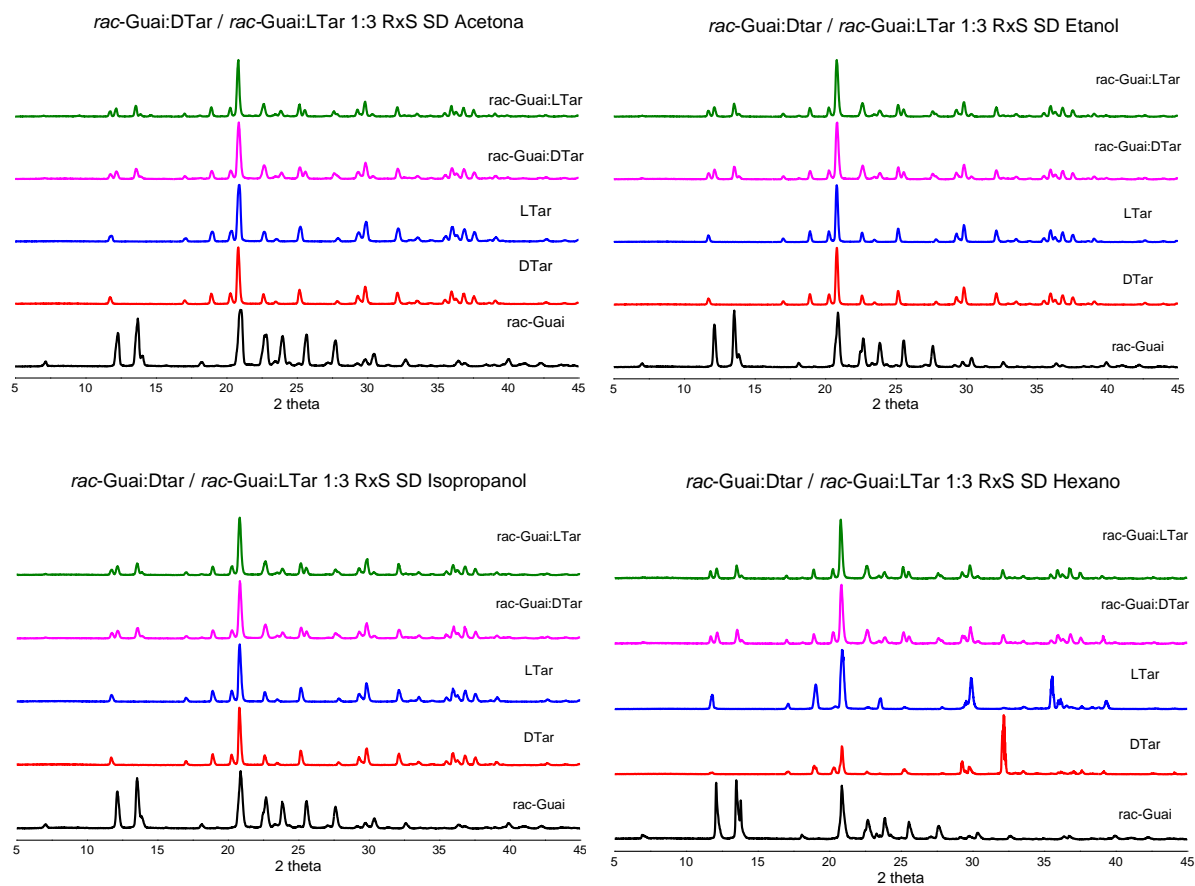 rac-Guai:DTar / rac-Guai:LTar 1:3 RxS SD Acetona
rac-Guai:LTar
rac-Guai:DTar
LTar
DTar
rac-Guai
5 10 15 20 25 30 35 40 45
2 theta
rac-Guai:Dtar / rac-Guai:LTar 1:3 RxS SD Etanol
rac-Guai:LTar
rac-Guai:DTar
LTar
DTar
rac-Guai
5 10 15 20 25 30 35 40 45
2 theta
rac-Guai:Dtar / rac-Guai:LTar 1:3 RxS SD Isopropanol
rac-Guai:LTar
rac-Guai:DTar
LTar
DTar
rac-Guai
5 10 15 20 25 30 35 40 45
2 theta
rac-Guai:Dtar / rac-Guai:LTar 1:3 RxS SD Hexano
rac-Guai:LTar
rac-Guai:DTar
LTar
DTar
rac-Guai
5 10 15 20 25 30 35 40 45
2 theta